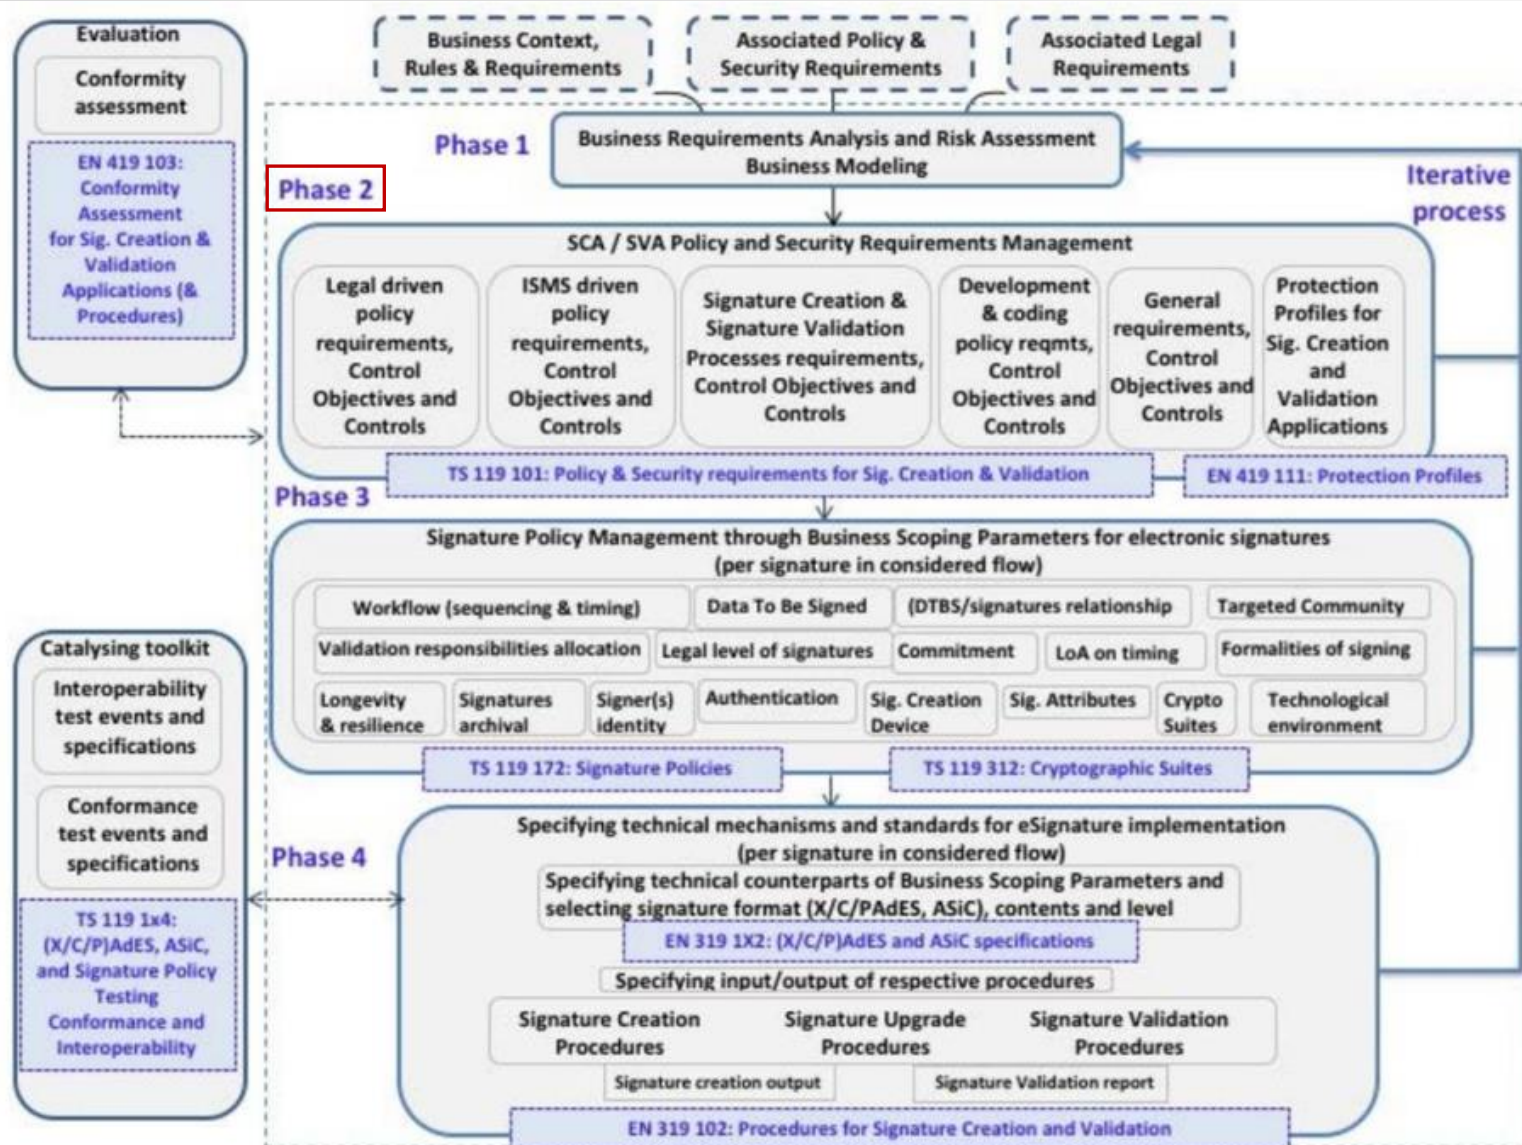 Evaluation
Conformity
assessment
EN 419 103:
Conformity
Assessment
for Sig. Creation &
Validation
Applications (&
Procedures)
Business Context,
Rules & Requirements
Associated Policy &
Security Requirements
Associated Legal
Requirements
Phase 1
Business Requirements Analysis and Risk Assessment
Business Modeling
Iterative
process
Phase 2
SCA / SVA Policy and Security Requirements Management
Legal driven
policy
requirements,
Control
Objectives and
Controls
ISMS driven
policy
requirements,
Control
Objectives and
Controls
Signature Creation &
Signature Validation
Processes requirements,
Control Objectives and
Controls
Development
& coding
policy reqmts,
Control
Objectives and
Controls
General
requirements,
Control
Objectives and
Controls
Protection
Profiles for
Sig. Creation
and
Validation
Applications
TS 119 101: Policy & Security requirements for Sig. Creation & Validation
EN 419 111: Protection Profiles
Phase 3
Signature Policy Management through Business Scoping Parameters for electronic signatures
(per signature in considered flow)
Workflow (sequencing & timing)
Data To Be Signed
(DTBS/signatures relationship
Targeted Community
Validation responsibilities allocation
Legal level of signatures
Commitment
LoA on timing
Formalities of signing
Longevity
& resilience
Signatures
archival
Signer(s)
identity
Authentication
Sig. Creation
Device
Sig. Attributes
Crypto
Suites
Technological
environment
TS 119 172: Signature Policies
TS 119 312: Cryptographic Suites
Catalysing toolkit
Interoperability
test events and
specifications
Conformance
test events and
specifications
TS 119 1x4:
(X/C/P)AdES, ASiC,
and Signature Policy
Testing
Conformance and
Interoperability
Phase 4
Specifying technical mechanisms and standards for eSignature implementation
(per signature in considered flow)
Specifying technical counterparts of Business Scoping Parameters and
selecting signature format (X/C/PAdES, ASiC), contents and level
EN 319 1X2: (X/C/P)AdES and ASiC specifications
Specifying input/output of respective procedures
Signature Creation
Procedures
Signature Upgrade
Procedures
Signature Validation
Procedures
Signature creation output
Signature Validation report
EN 319 102: Procedures for Signature Creation and Validation